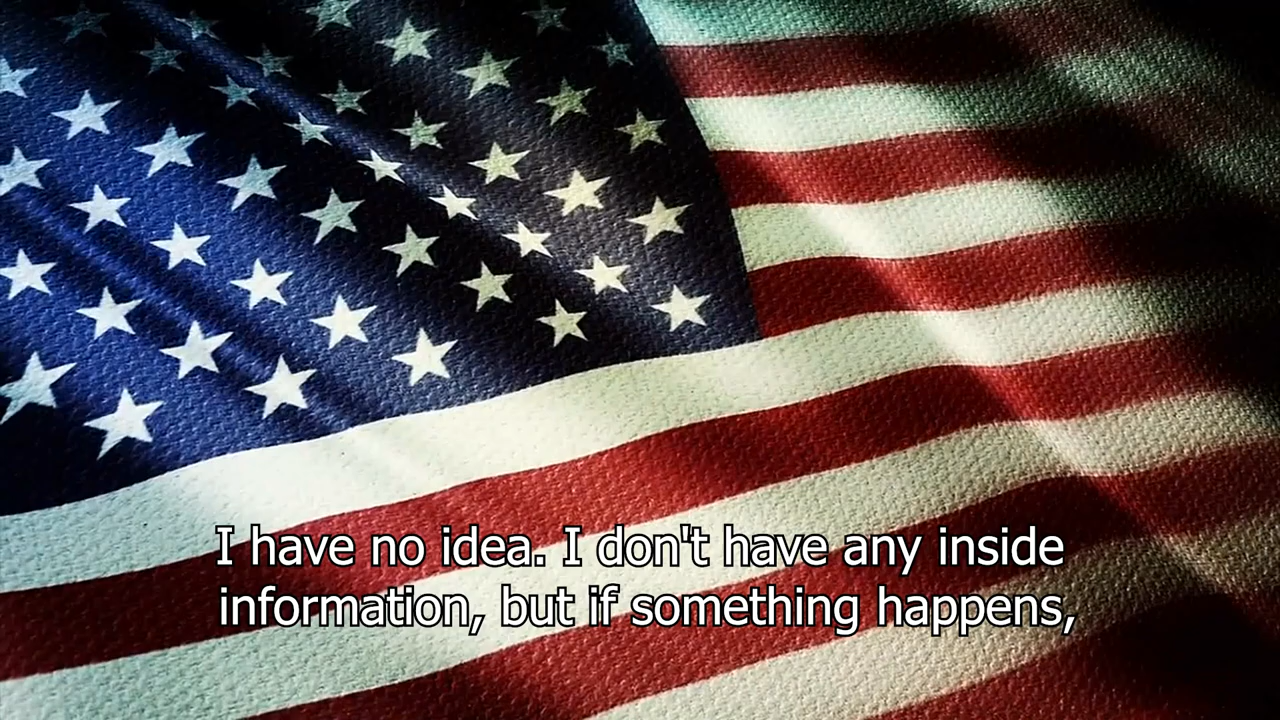 I have no idea. I don't have any inside
information, but if something happens,